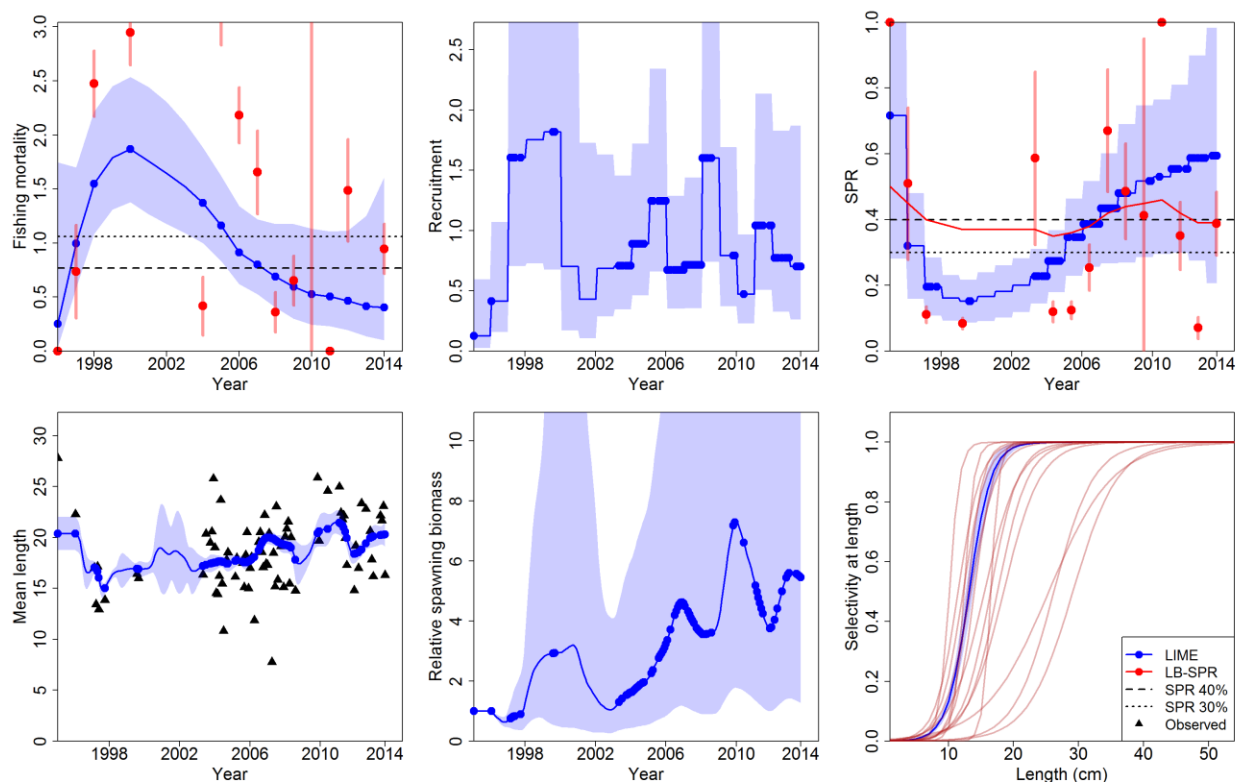 Fishing mortality
0.0 0.5 1.0 1.5 2.0 2.5 3.0
1998 2002 2006 2010 2014
Year
Recruitment
0.0 0.5 1.0 1.5 2.0 2.5
1998 2002 2006 2010 2014
Year
SPR
0.0 0.2 0.4 0.6 0.8 1.0
1998 2002 2006 2010 2014
Year
Mean length
0 5 10 15 20 25 30
1998 2002 2006 2010 2014
Year
Relative spawning biomass
0 2 4 6 8 10
1998 2002 2006 2010 2014
Year
Selectivity at length
0.0 0.2 0.4 0.6 0.8 1.0
10 20 30 40 50
Length (cm)
LIME
LB-SPR
SPR 40%
SPR 30%
Observed